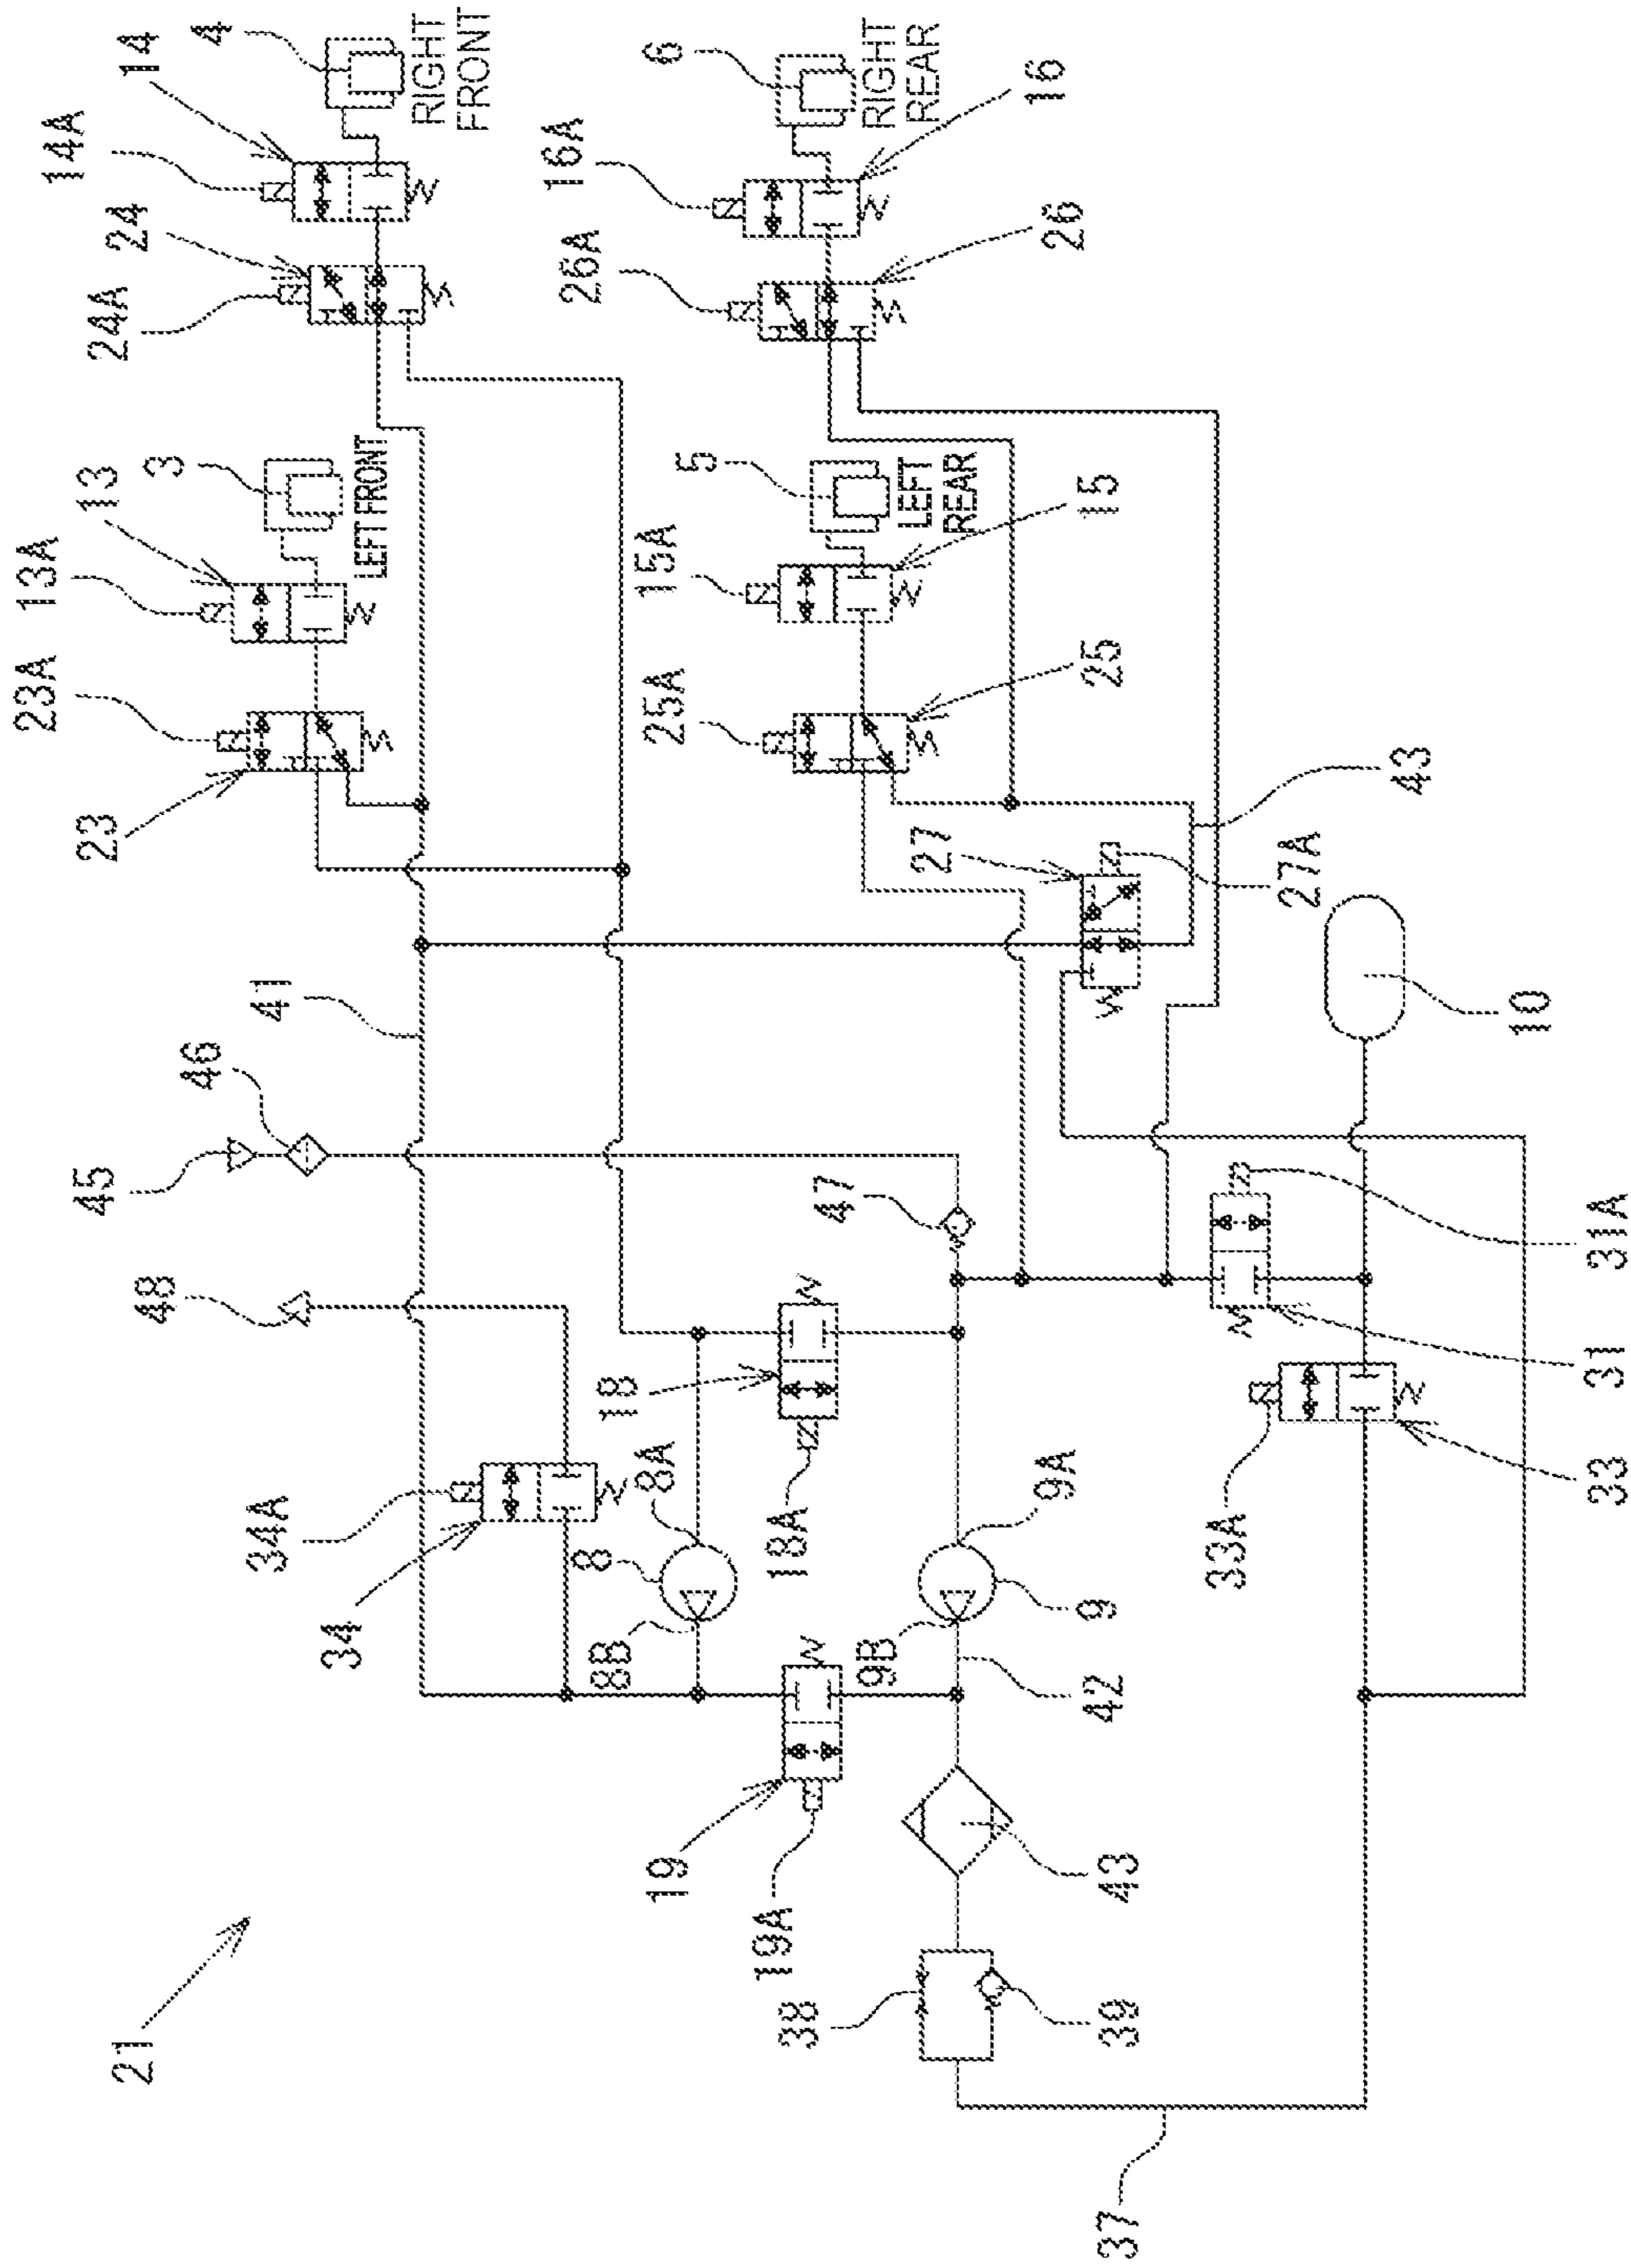 21
37
38
39
19
19A
43
42
34
34A
8
8A
8B
9
9A
9B
18
18A
33
33A
31
31A
48
45
46
47
41
10
27
27A
43
23
23A
13A
13
3
LEFT FRONT
25
25A
15A
15
5
LEFT
REAR
24A
24
14A
14
4
RIGHT
FRONT
26A
26
16A
16
6
RIGHT
REAR